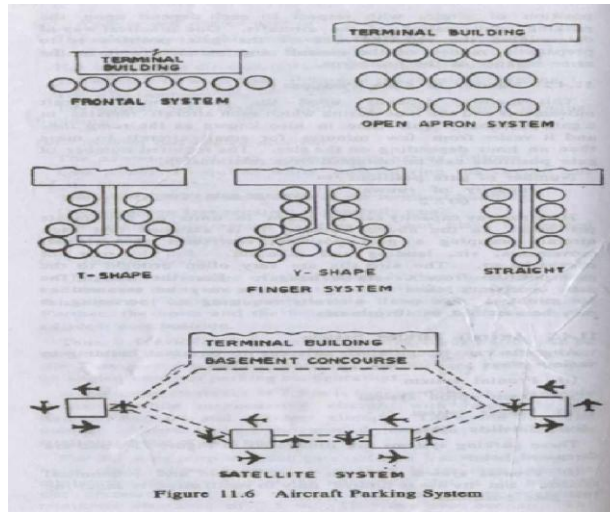 TERMINAL BUILDING
FRONTAL SYSTEM
TERMINAL BUILDING
OPEN APRON SYSTEM
T-SHAPE
Y-SHAPE
STRAIGHT
FINGER SYSTEM
TERMINAL BUILDING
BASEMENT CONCOURSE
SATELLITE SYSTEM
Figure 11.6 Aircraft Parking System